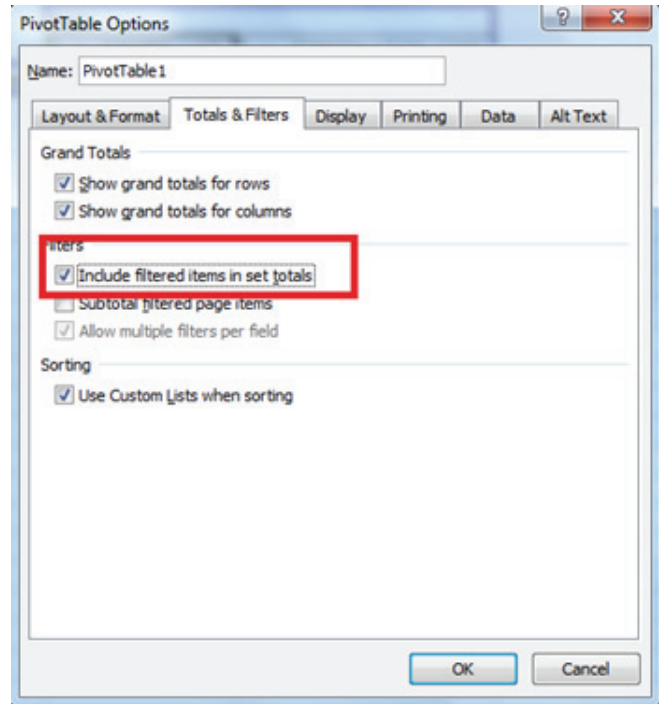 PivotTable Options
Name: PivotTable1
Layout & Format Totals & Filters Display Printing Data Alt Text
Grand Totals
Show grand totals for rows
Show grand totals for columns
Filters
Include filtered items in set totals
Subtotal filtered page items
Allow multiple filters per field
Sorting
Use Custom Lists when sorting
OK Cancel